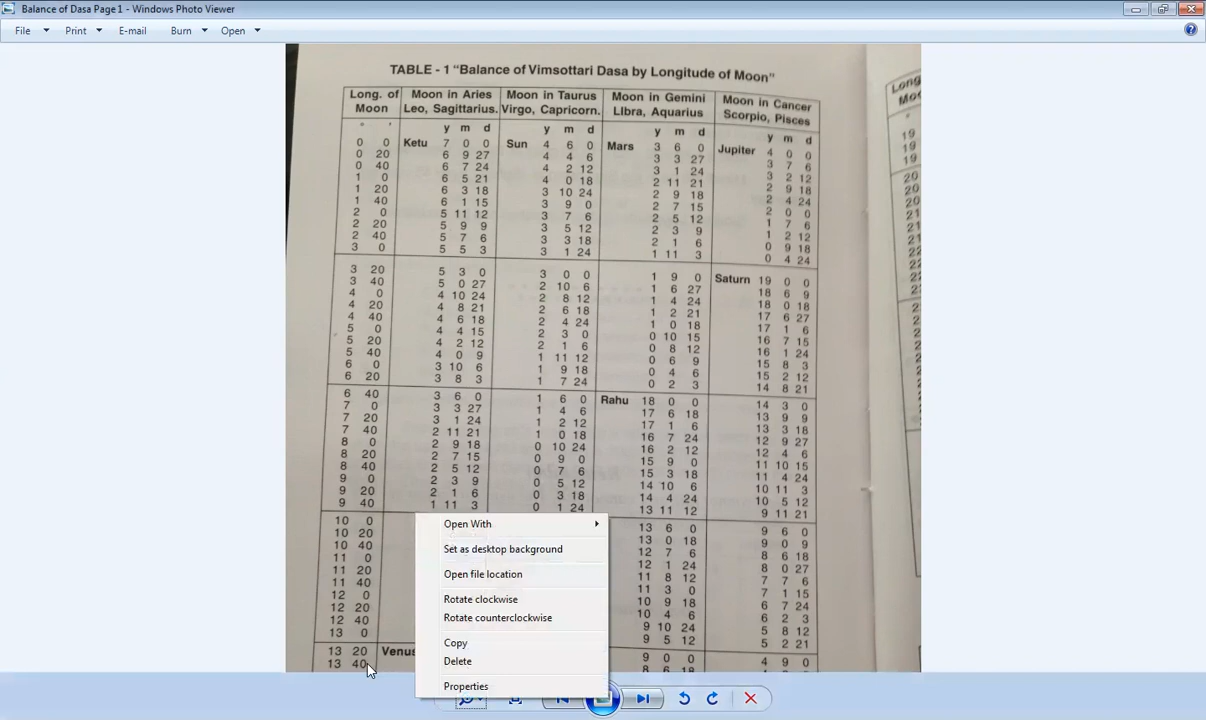 Balance of Dasa Page 1 - Windows Photo Viewer
File Print E-mail Burn Open
TABLE - 1 "Balance of Vimsottari Dasa by Longitude of Moon"
Long. of Moon in Aries Moon in Taurus Moon in Gemini Moon in Cancer
Moon Leo, Sagittarius. Virgo, Capricorn. Libra, Aquarius Scorpio, Pisces
° ' y m d y m d y m d y m d
0 0 Ketu 7 0 0 Sun 4 6 0 Mars 3 6 0 Jupiter 4 0 0
0 20 6 9 27 4 4 6 3 3 27 3 7 6
0 40 6 7 24 4 2 12 3 1 24 3 2 12
1 0 6 5 21 4 0 18 2 11 21 2 9 18
1 20 6 3 18 3 10 24 2 9 18 2 4 24
1 40 6 1 15 3 9 0 2 7 15 2 0 0
2 0 5 11 12 3 7 6 2 5 12 1 7 6
2 20 5 9 9 3 5 12 2 3 9 1 2 12
2 40 5 7 6 3 3 18 2 1 6 0 9 18
3 0 5 5 3 3 1 24 1 11 3 0 4 24
3 20 5 3 0 3 0 0 1 9 0 Saturn 19 0 0
3 40 5 0 27 2 10 6 1 6 27 18 6 9
4 0 4 10 24 2 8 12 1 4 24 18 0 18
4 20 4 8 21 2 6 18 1 2 21 17 6 27
4 40 4 6 18 2 4 24 1 0 18 17 1 6
5 0 4 4 15 2 3 0 0 10 15 16 7 15
5 20 4 2 12 2 1 6 0 8 12 16 1 24
5 40 4 0 9 1 11 12 0 6 9 15 8 3
6 0 3 10 6 1 9 18 0 4 6 15 2 12
6 20 3 8 3 1 7 24 0 2 3 14 8 21
6 40 3 6 0 1 6 0 Rahu 18 0 0 14 3 0
7 0 3 3 27 1 4 6 17 6 18 13 9 9
7 20 3 1 24 1 2 12 17 1 6 13 3 18
7 40 2 11 21 1 0 18 16 7 24 12 9 27
8 0 2 9 18 0 10 24 16 2 12 12 4 6
8 20 2 7 15 0 9 0 15 9 0 11 10 15
8 40 2 5 12 0 7 6 15 3 18 11 4 24
9 0 2 3 9 0 5 12 14 10 6 10 11 3
9 20 2 1 6 0 3 18 14 4 24 10 5 12
9 40 1 11 3 0 1 24 13 11 12 9 11 21
10 0 13 6 0 9 6 0
10 20 13 0 18 9 0 9
10 40 12 7 6 8 6 18
11 0 12 1 24 8 0 27
11 20 11 8 12 7 7 6
11 40 11 3 0 7 1 15
12 0 10 9 18 6 7 24
12 20 10 4 6 6 2 3
12 40 9 10 24 5 8 12
13 0 9 5 12 5 2 21
13 20 Venus 9 0 0 4 9 0
13 40 8 6 18
Open With
Set as desktop background
Open file location
Rotate clockwise
Rotate counterclockwise
Copy
Delete
Properties
19
19
19
20
20
20
21